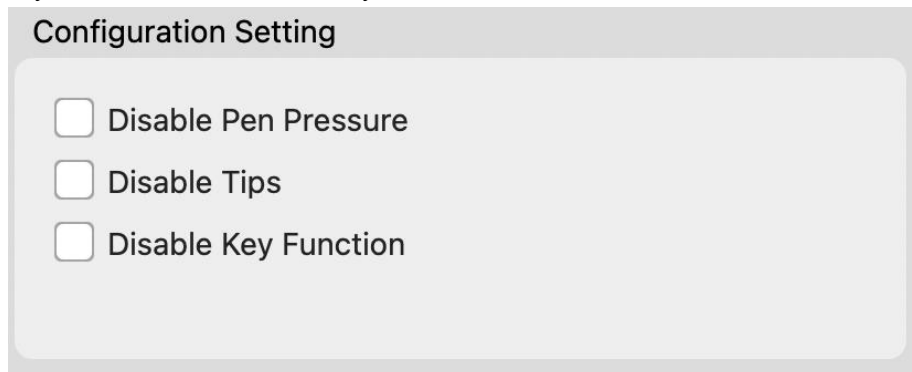 Configuration Setting
Disable Pen Pressure
Disable Tips
Disable Key Function